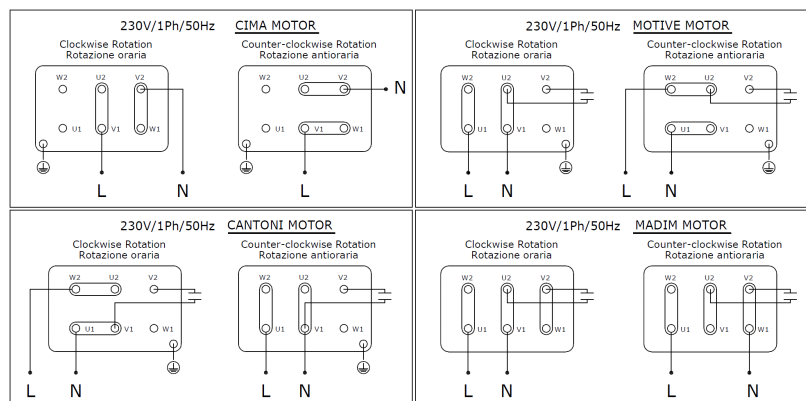 230V/1Ph/50Hz CIMA MOTOR
Clockwise Rotation
Rotazione oraria
W2 U2 V2
U1 V1 W1
L N
Counter-clockwise Rotation
Rotazione antioraria
W2 U2 V2
N
U1 V1 W1
L
230V/1Ph/50Hz MOTIVE MOTOR
Clockwise Rotation
Rotazione oraria
W2 U2 V2
U1 V1 W1
L N
Counter-clockwise Rotation
Rotazione antioraria
W2 U2 V2
U1 V1 W1
L N
230V/1Ph/50Hz CANTONI MOTOR
Clockwise Rotation
Rotazione oraria
W2 U2 V2
U1 V1 W1
L N
Counter-clockwise Rotation
Rotazione antioraria
W2 U2 V2
U1 V1 W1
L N
230V/1Ph/50Hz MADIM MOTOR
Clockwise Rotation
Rotazione oraria
W2 U2 V2
U1 V1 W1
L N
Counter-clockwise Rotation
Rotazione antioraria
W2 U2 V2
U1 V1 W1
L N